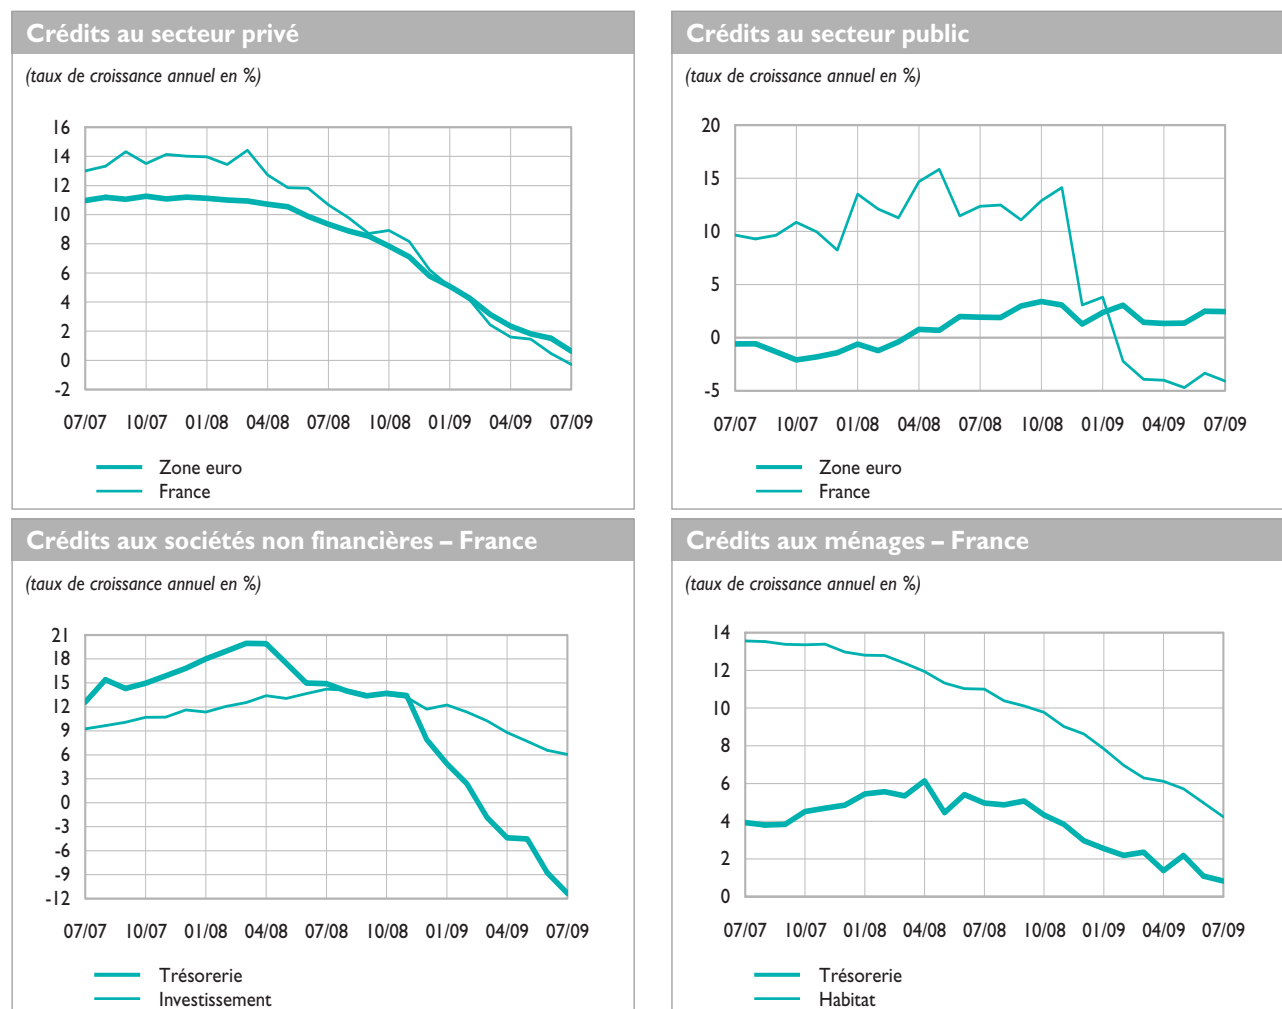 Crédits au secteur privé
(taux de croissance annuel en %)
16
14
12
10
8
6
4
2
0
-2
07/07 10/07 01/08 04/08 07/08 10/08 01/09 04/09 07/09
Zone euro
France
Crédits au secteur public
(taux de croissance annuel en %)
20
15
10
5
0
-5
07/07 10/07 01/08 04/08 07/08 10/08 01/09 04/09 07/09
Zone euro
France
Crédits aux sociétés non financières – France
(taux de croissance annuel en %)
21
18
15
12
9
6
3
0
-3
-6
-9
-12
07/07 10/07 01/08 04/08 07/08 10/08 01/09 04/09 07/09
Trésorerie
Investissement
Crédits aux ménages – France
(taux de croissance annuel en %)
14
12
10
8
6
4
2
0
07/07 10/07 01/08 04/08 07/08 10/08 01/09 04/09 07/09
Trésorerie
Habitat